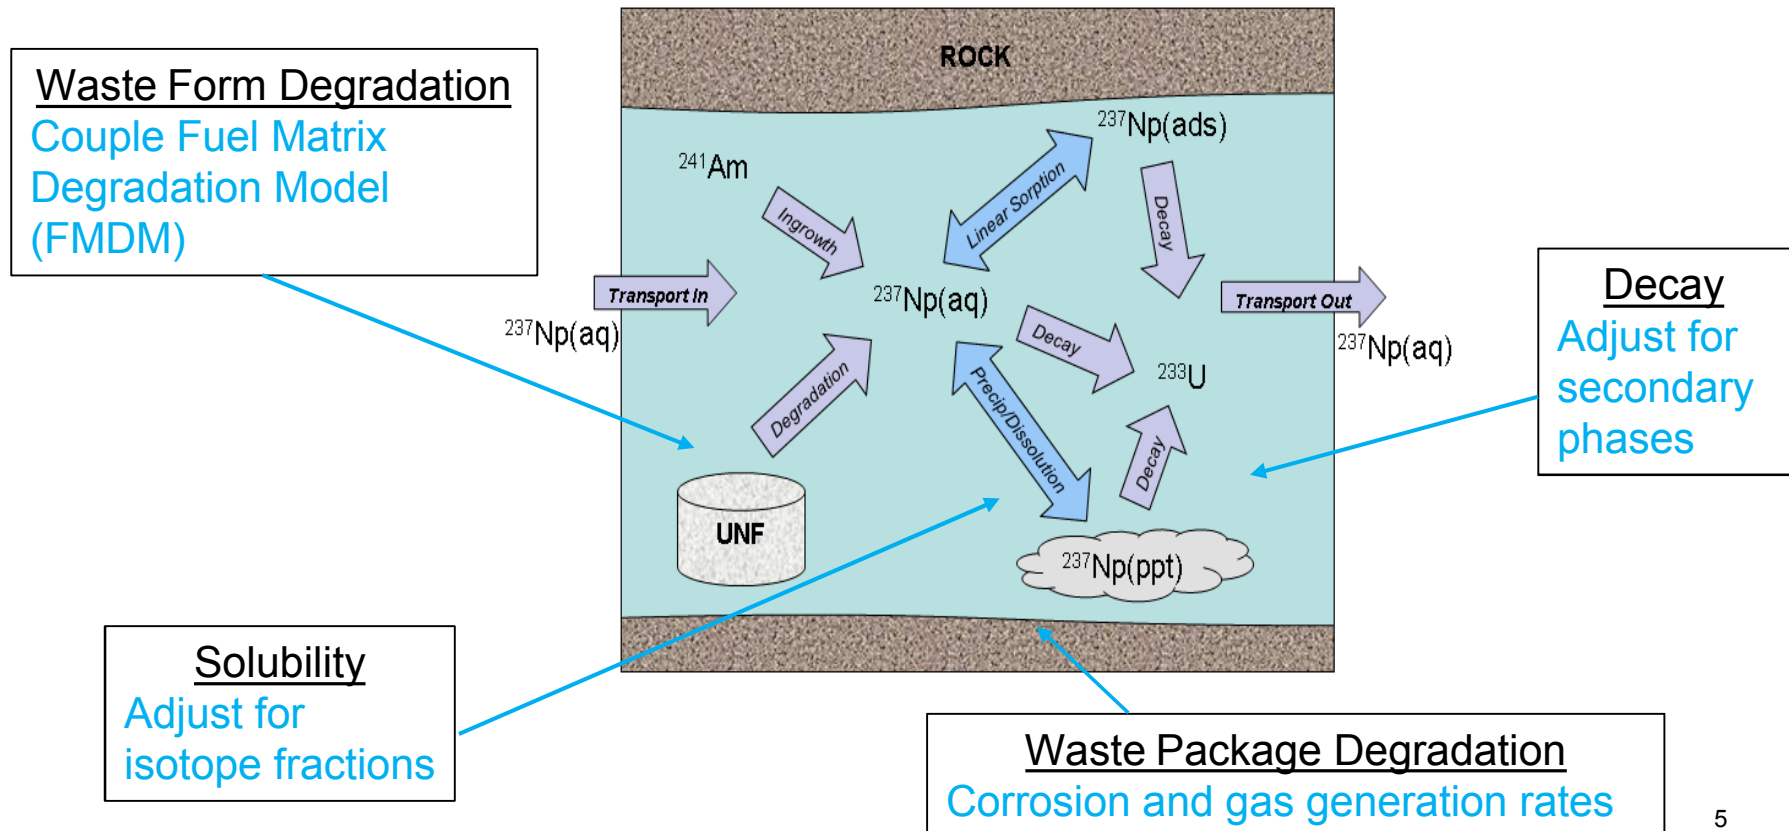 ROCK
Waste Form Degradation
Couple Fuel Matrix
Degradation Model
(FMDM)
²³⁷Np(ads)
²⁴¹Am
Ingrowth
Linear Sorption
Decay
Transport In
²³⁷Np(aq)
²³⁷Np(aq)
Transport Out
²³⁷Np(aq)
Decay
Adjust for
secondary
phases
Degradation
Decay
²³³U
Precip/Dissolution
Decay
UNF
²³⁷Np(ppt)
Solubility
Adjust for
isotope fractions
Waste Package Degradation
Corrosion and gas generation rates
5